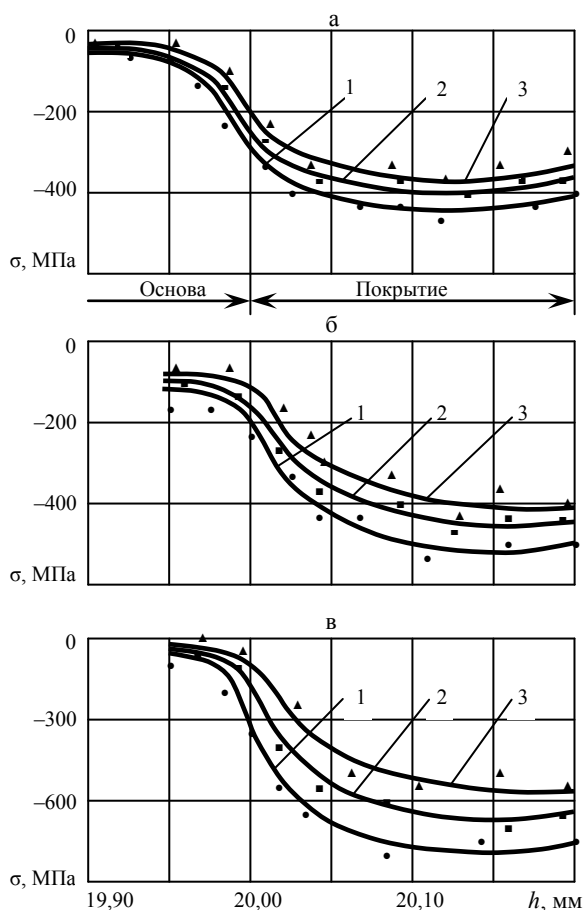 а
0
1
2
3
–200
–400
σ, МПа
Основа
Покрытие
б
0
1
2
3
–200
–400
σ, МПа
в
0
1
2
3
–300
–600
σ, МПа
19,90
20,00
20,10
h, мм